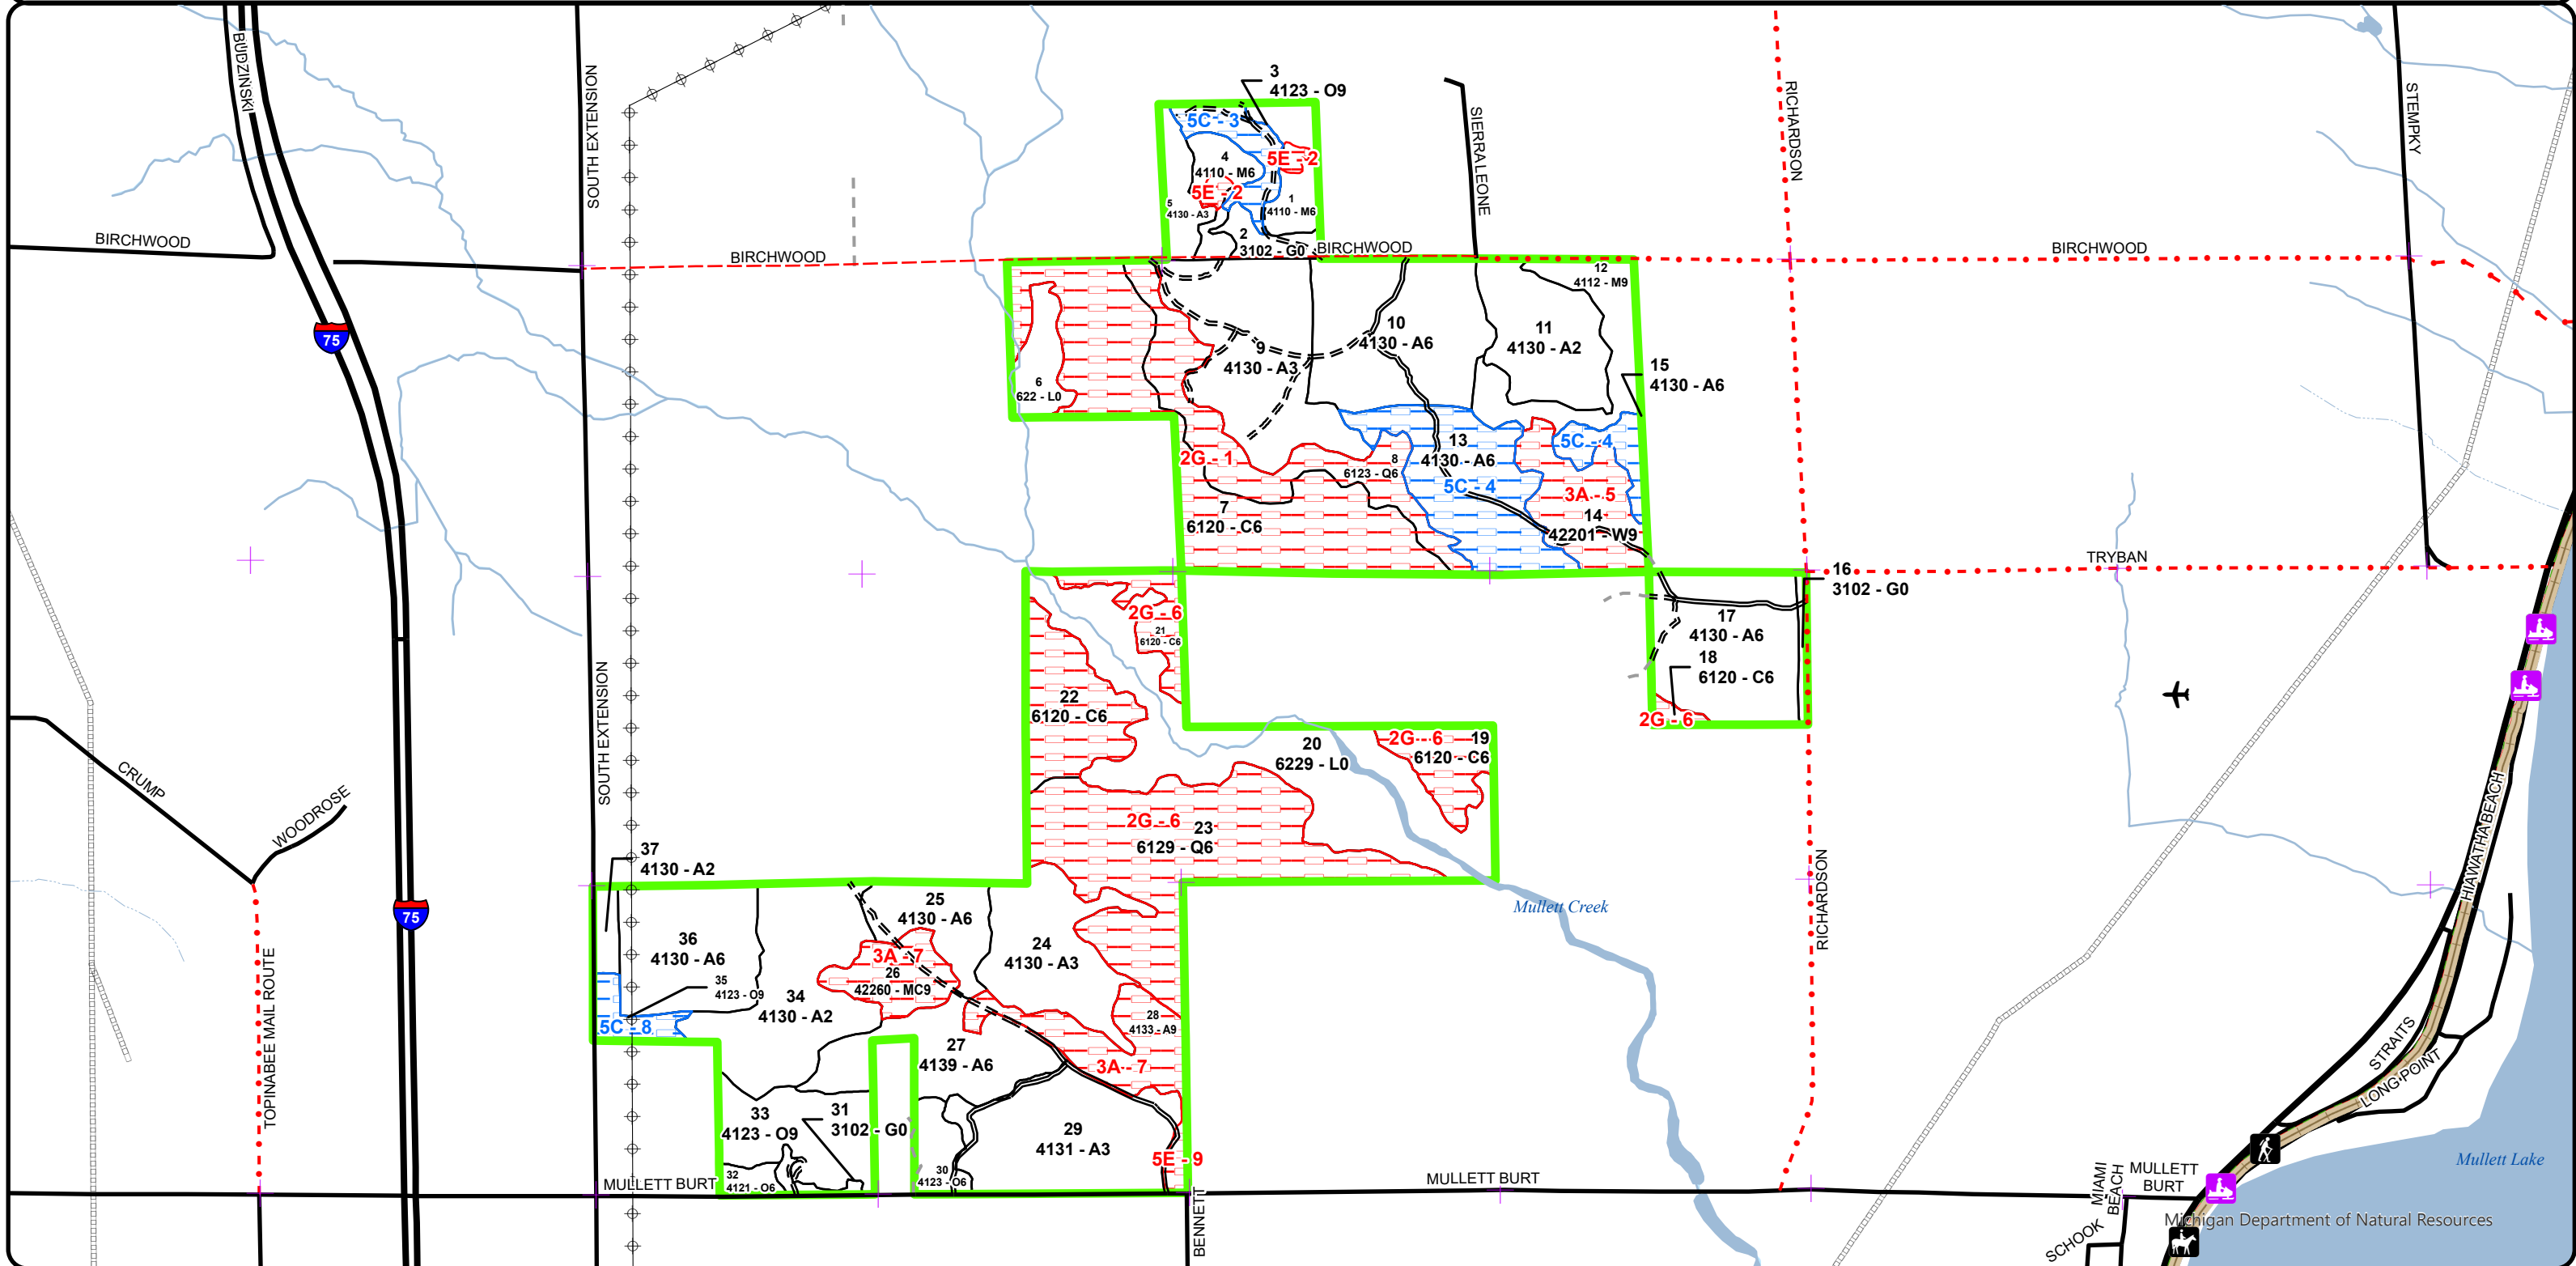 BUDZINSKI
SOUTH EXTENSION
3
4123 - O9
5C - 3
5E - 2
4
4110 - M6
5E - 2
5
4130 - A3
1
4110 - M6
2
3102 - G0
SIERRALEONE
RICHARDSON
STEMPKY
BIRCHWOOD
BIRCHWOOD
BIRCHWOOD
BIRCHWOOD
12
4112 - M9
75
10
4130 - A6
11
4130 - A2
9
4130 - A3
15
4130 - A6
6
622 - L0
2G - 1
8
6123 - Q6
13
4130 - A6
5C - 4
5C - 4
3A - 5
7
6120 - C6
14
42201 - W9
TRYBAN
16
3102 - G0
2G - 6
21
6120 - C6
17
4130 - A6
18
6120 - C6
2G - 6
22
6120 - C6
SOUTH EXTENSION
20
6229 - L0
2G - 6
19
6120 - C6
CRUMP
WOODROSE
2G - 6
23
6129 - Q6
37
4130 - A2
HIAWATHA BEACH
RICHARDSON
75
25
4130 - A6
Mullett Creek
36
4130 - A6
24
4130 - A3
3A - 7
26
42260 - MC9
35
4123 - O9
34
4130 - A2
5C - 8
28
4133 - A9
TOPINABEE MAIL ROUTE
27
4139 - A6
3A - 7
STRAITS
LONG POINT
33
4123 - O9
31
3102 - G0
29
4131 - A3
5E - 9
32
4121 - O6
30
4123 - O6
MULLETT BURT
MULLETT BURT
MULLETT
BURT
MIAMI
BEACH
Mullett Lake
BENNETT
SCHOOK
Michigan Department of Natural Resources